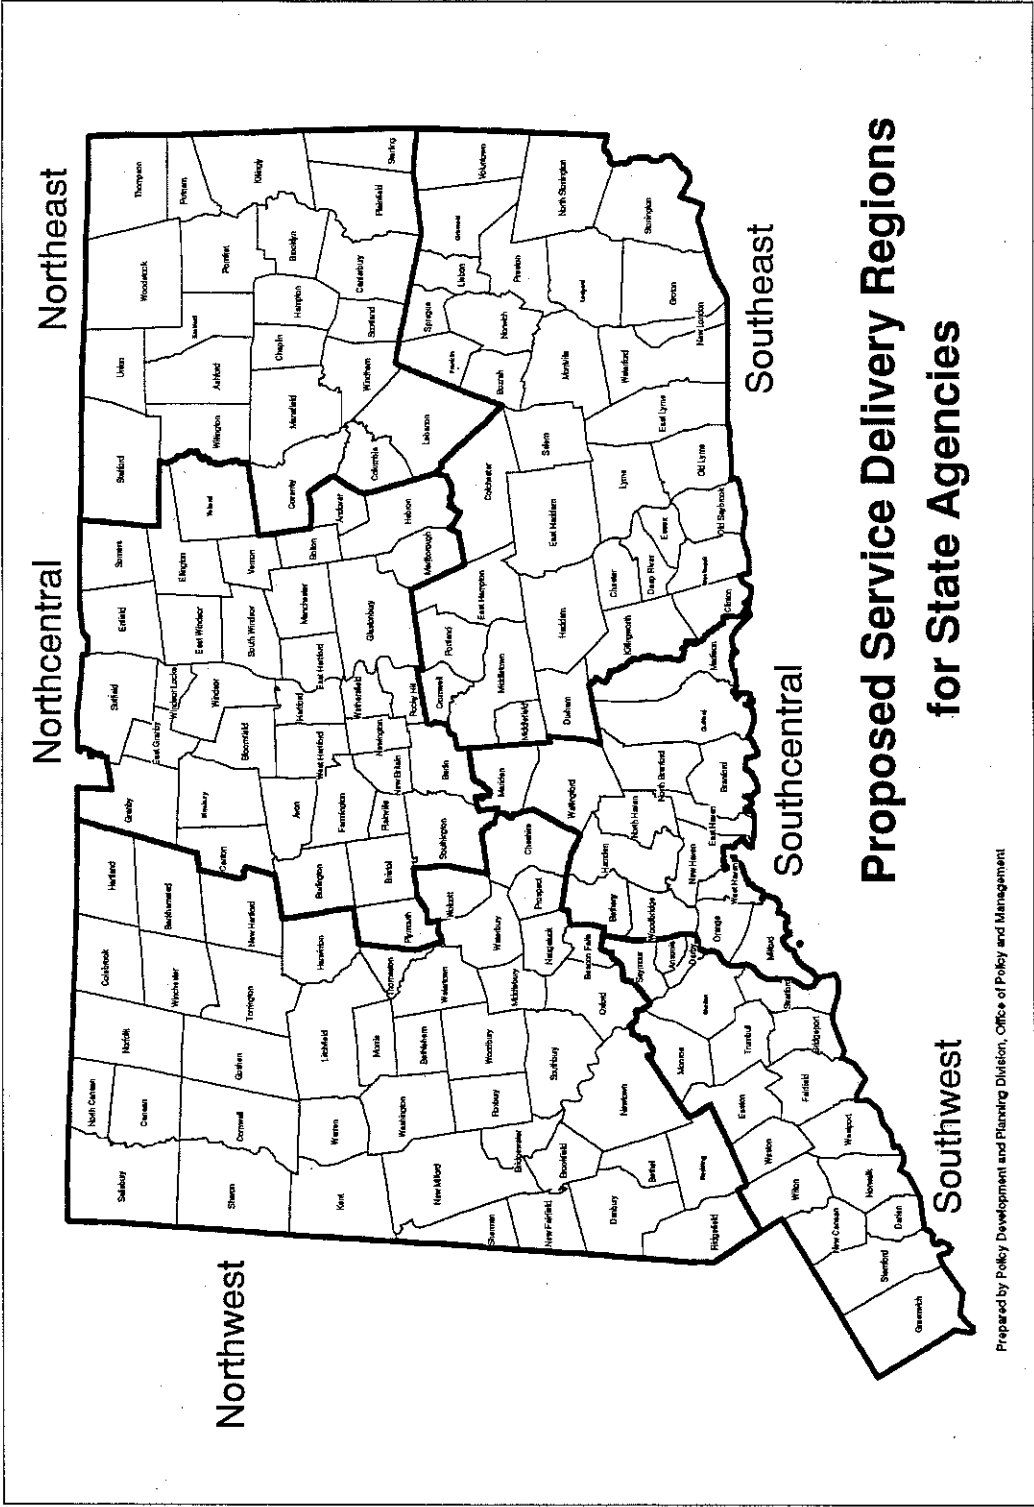 Northwest
Northcentral
Northeast
Salisbury
North Canaan
Canaan
Norfolk
Colebrook
Hartland
Granby
East Granby
Suffield
Enfield
Somers
Stafford
Union
Woodstock
Thompson
Sharon
Cornwall
Goshen
Winchester
Barkhamsted
Torrington
New Hartford
Canton
Simsbury
Bloomfield
Windsor
Windsor Locks
East Windsor
Ellington
Tolland
Willington
Ashford
Eastford
Pomfret
Putnam
Killingly
Kent
Warren
Litchfield
Harwinton
Burlington
Avon
West Hartford
Hartford
East Hartford
South Windsor
Manchester
Vernon
Bolton
Coventry
Mansfield
Chaplin
Hampton
Brooklyn
New Milford
Washington
Morris
Bethlehem
Thomaston
Plymouth
Bristol
Farmington
Plainville
New Britain
Newington
Wethersfield
Rocky Hill
Glastonbury
Marlborough
Hebron
Andover
Columbia
Lebanon
Windham
Scotland
Canterbury
Plainfield
Sterling
Sherman
New Fairfield
Bridgewater
Brookfield
Roxbury
Woodbury
Watertown
Middlebury
Waterbury
Wolcott
Southington
Berlin
Cromwell
Portland
East Hampton
Colchester
Franklin
Sprague
Lisbon
Griswold
Voluntown
Danbury
Bethel
Newtown
Southbury
Oxford
Naugatuck
Beacon Falls
Prospect
Cheshire
Meriden
Middlefield
Middletown
Durham
Haddam
East Haddam
Salem
Bozrah
Norwich
Preston
North Stonington
Ridgefield
Redding
Monroe
Seymour
Ansonia
Derby
Bethany
Woodbridge
Hamden
Wallingford
North Haven
North Branford
Killingworth
Chester
Deep River
Essex
Lyme
Montville
Ledyard
Stonington
Easton
Trumbull
Shelton
Orange
New Haven
West Haven
East Haven
Branford
Guilford
Madison
Clinton
Westbrook
Old Saybrook
Old Lyme
East Lyme
Waterford
New London
Groton
Weston
Wilton
Fairfield
Bridgeport
Stratford
Milford
New Canaan
Norwalk
Westport
Darien
Stamford
Greenwich
Southwest
Southcentral
Southeast
Proposed Service Delivery Regions
for State Agencies
Prepared by Policy Development and Planning Division, Office of Policy and Management